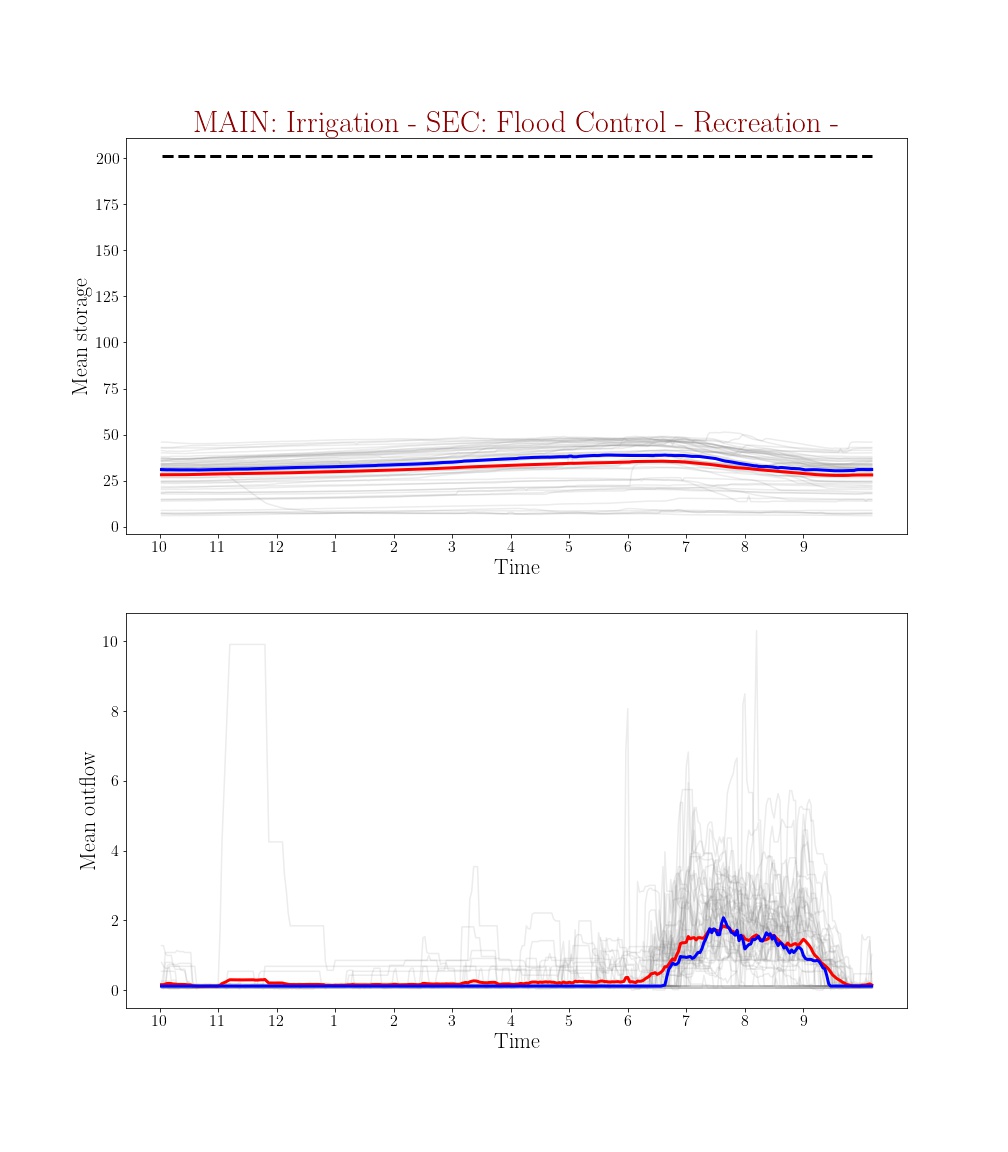 MAIN: Irrigation - SEC: Flood Control - Recreation -
200
175
150
125
100
75
50
25
0
Mean storage
10 11 12 1 2 3 4 5 6 7 8 9
Time
10
8
6
4
2
0
Mean outflow
10 11 12 1 2 3 4 5 6 7 8 9
Time